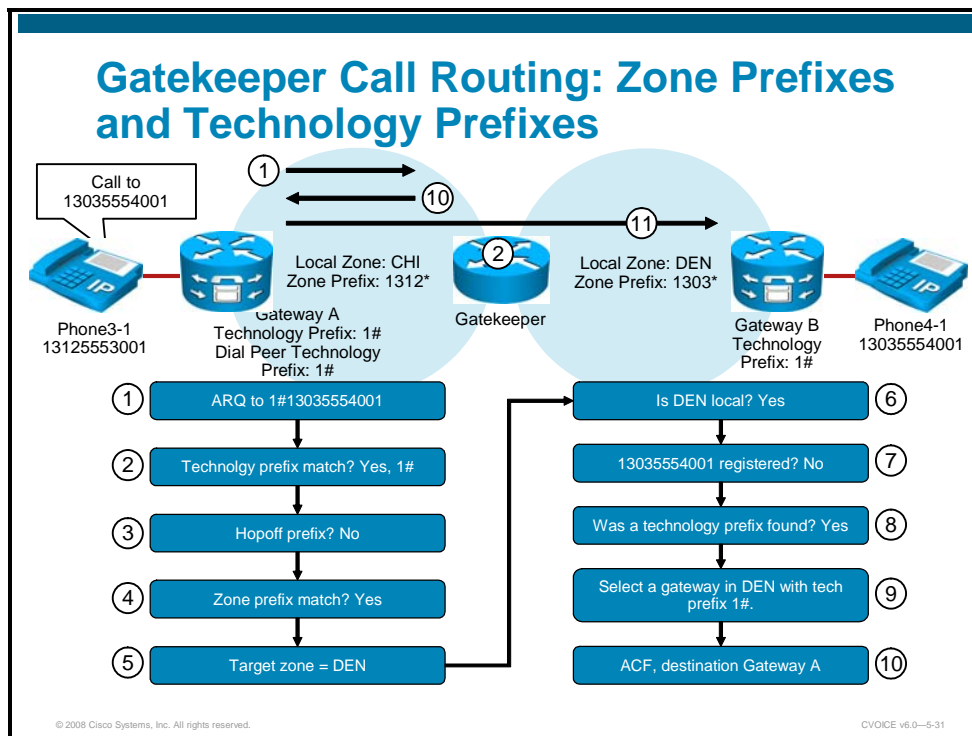 Gatekeeper Call Routing: Zone Prefixes
and Technology Prefixes
Call to
13035554001
1
10
11
2
IP
IP
Local Zone: CHI
Zone Prefix: 1312*
Local Zone: DEN
Zone Prefix: 1303*
Phone3-1
13125553001
Gateway A
Technology Prefix: 1#
Dial Peer Technology
Prefix: 1#
Gatekeeper
Gateway B
Technology
Prefix: 1#
Phone4-1
13035554001
1
ARQ to 1#13035554001
2
Technolgy prefix match? Yes, 1#
3
Hopoff prefix? No
4
Zone prefix match? Yes
5
Target zone = DEN
Is DEN local? Yes
6
13035554001 registered? No
7
Was a technology prefix found? Yes
8
Select a gateway in DEN with tech
prefix 1#.
9
ACF, destination Gateway A
10
© 2008 Cisco Systems, Inc. All rights reserved.
CVOICE v6.0—5-31